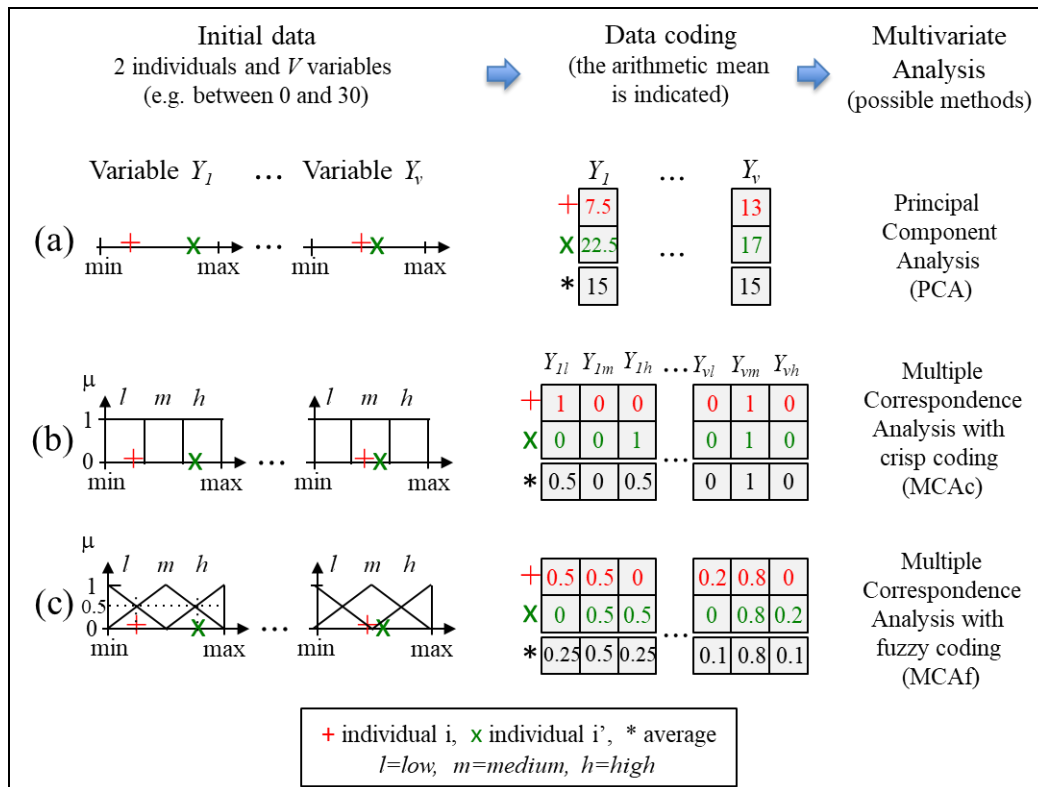 Initial data
2 individuals and V variables
(e.g. between 0 and 30)
Data coding
(the arithmetic mean
is indicated)
Multivariate
Analysis
(possible methods)
Variable Y1 ... Variable Yv
Y1 ... Yv
(a)
min max ... min max
+ 7.5 13
x 22.5 ... 17
* 15 15
Principal
Component
Analysis
(PCA)
(b)
μ
l m h l m h
1
0
min max ... min max
Y1l Y1m Y1h ... Yvl Yvm Yvh
+ 1 0 0 0 1 0
x 0 0 1 0 1 0
...
* 0.5 0 0.5 0 1 0
Multiple
Correspondence
Analysis with
crisp coding
(MCAc)
(c)
μ
l m h l m h
1
0.5
0
min max ... min max
+ 0.5 0.5 0 0.2 0.8 0
x 0 0.5 0.5 0 0.8 0.2
...
* 0.25 0.5 0.25 0.1 0.8 0.1
Multiple
Correspondence
Analysis with
fuzzy coding
(MCAf)
+ individual i, x individual i’, * average
l=low, m=medium, h=high